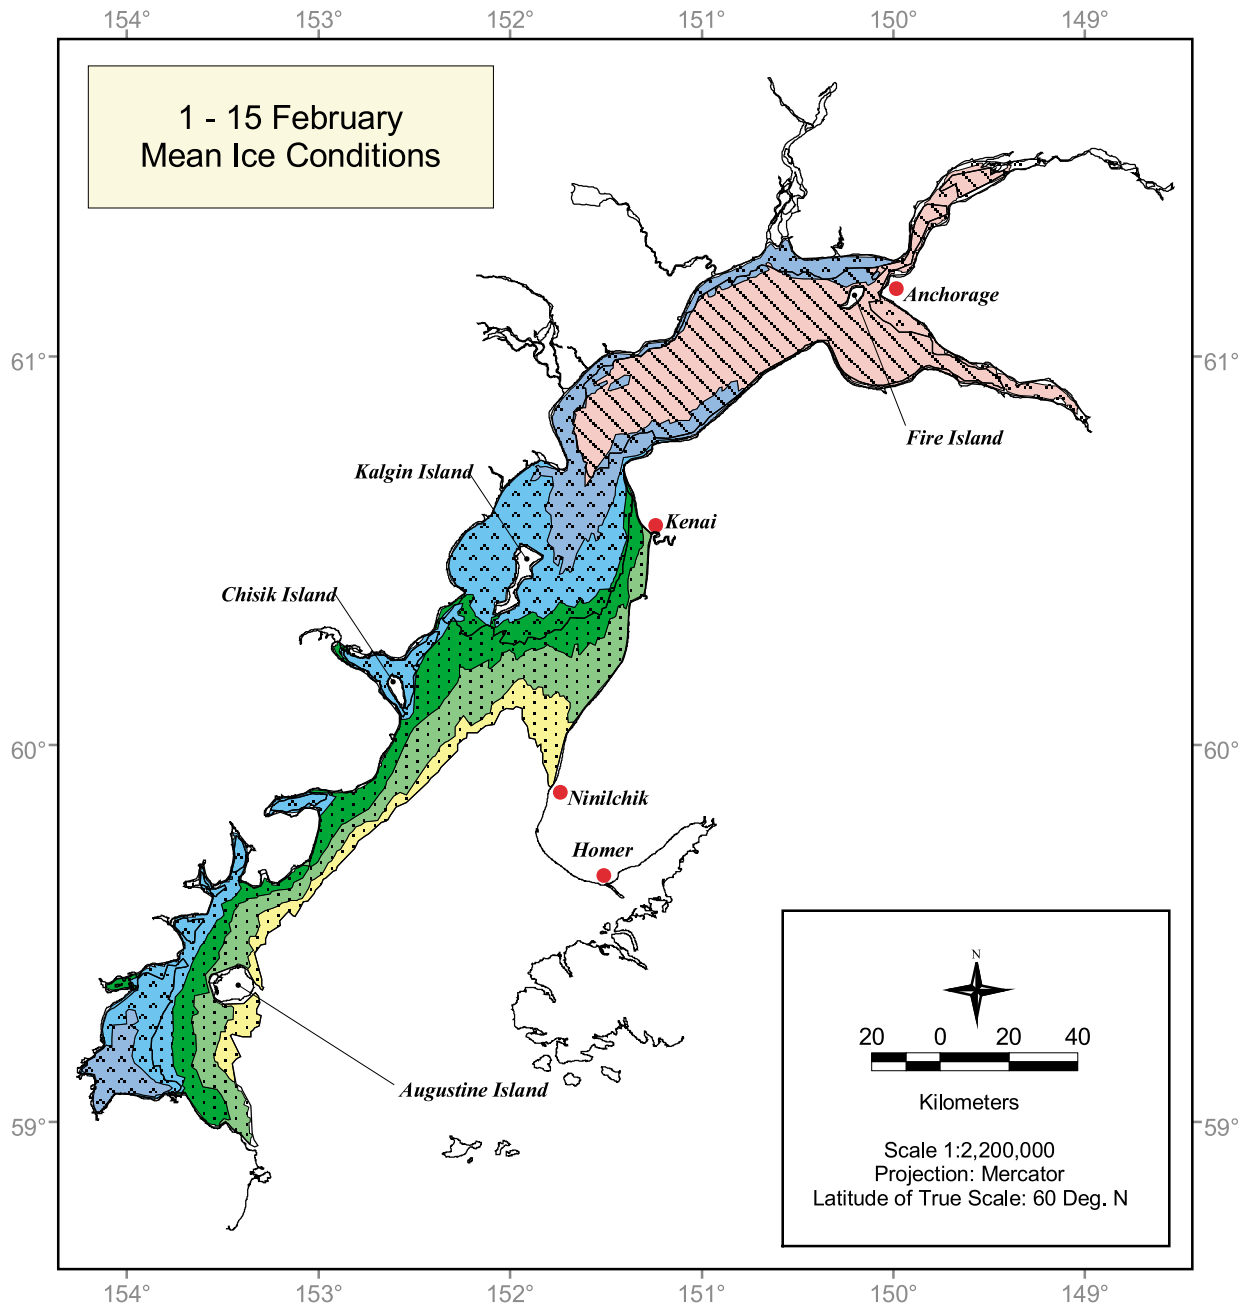 154° 153° 152° 151° 150° 149°
1 - 15 February
Mean Ice Conditions
Anchorage
61° 61°
Fire Island
Kalgin Island
Kenai
Chisik Island
60° 60°
Ninilchik
Homer
N
20 0 20 40
Kilometers
Augustine Island
59° 59°
Scale 1:2,200,000
Projection: Mercator
Latitude of True Scale: 60 Deg. N
154° 153° 152° 151° 150° 149°